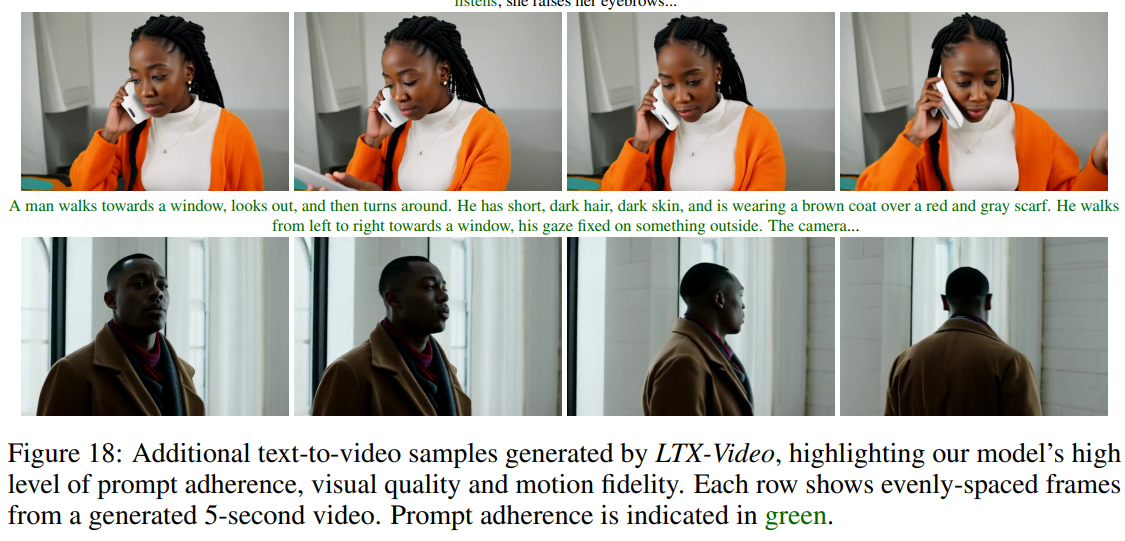 listens, she raises her eyebrows...
A man walks towards a window, looks out, and then turns around. He has short, dark hair, dark skin, and is wearing a brown coat over a red and gray scarf. He walks
from left to right towards a window, his gaze fixed on something outside. The camera...
Figure 18: Additional text-to-video samples generated by LTX-Video, highlighting our model's high
level of prompt adherence, visual quality and motion fidelity. Each row shows evenly-spaced frames
from a generated 5-second video. Prompt adherence is indicated in green.